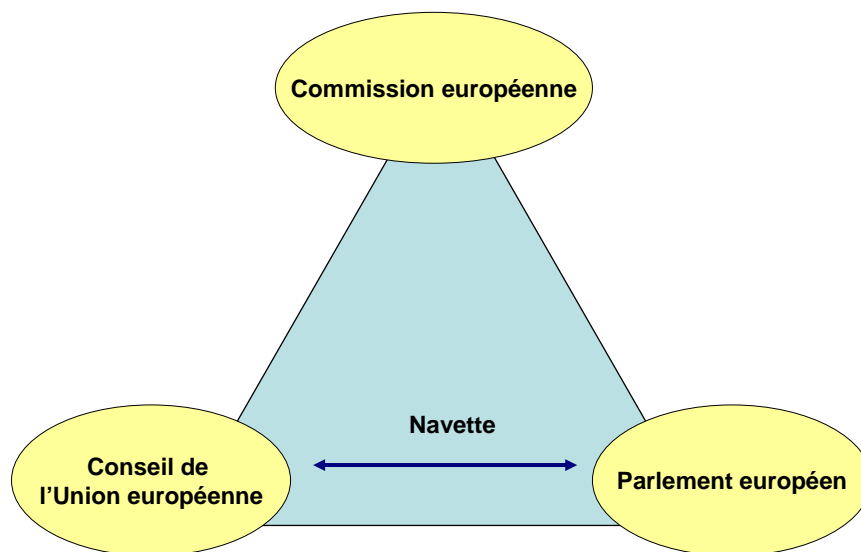 Commission européenne
Navette
Conseil de
l’Union européenne
Parlement européen